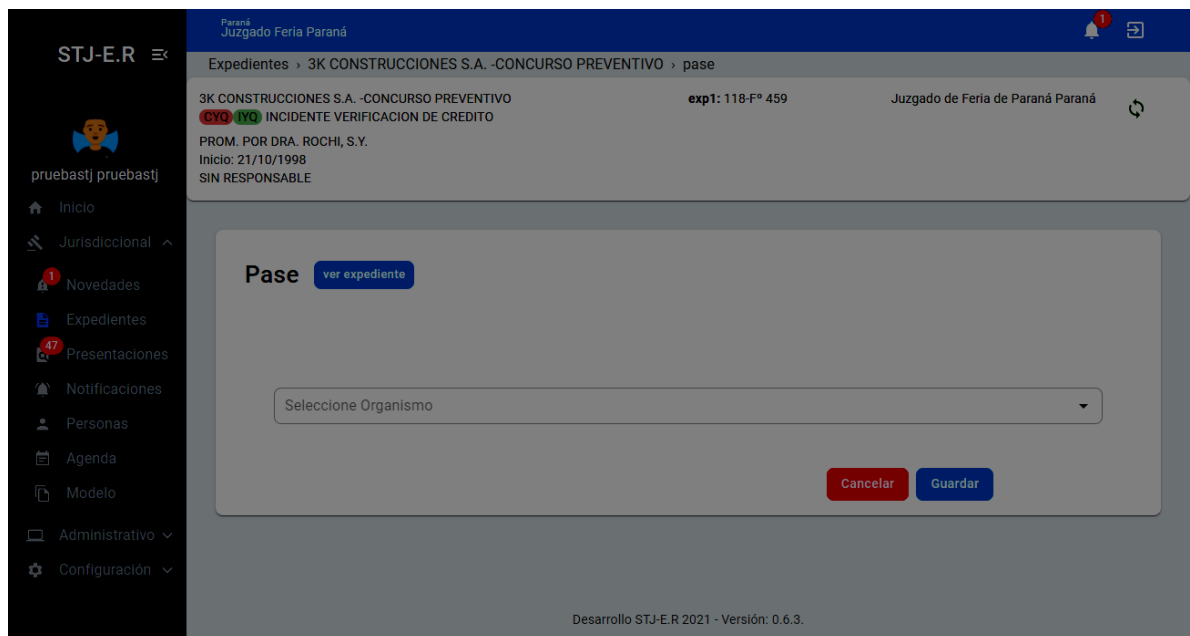 STJ-E.R
pruebastj pruebastj
Inicio
Jurisdiccional
1
Novedades
Expedientes
47
Presentaciones
Notificaciones
Personas
Agenda
Modelo
Administrativo
Configuración
Paraná
Juzgado Feria Paraná
1
Expedientes › 3K CONSTRUCCIONES S.A. -CONCURSO PREVENTIVO › pase
3K CONSTRUCCIONES S.A. -CONCURSO PREVENTIVO
exp1: 118-Fº 459
Juzgado de Feria de Paraná Paraná
CYQ IYQ INCIDENTE VERIFICACION DE CREDITO
PROM. POR DRA. ROCHI, S.Y.
Inicio: 21/10/1998
SIN RESPONSABLE
Pase
ver expediente
Seleccione Organismo
Cancelar
Guardar
Desarrollo STJ-E.R 2021 - Versión: 0.6.3.